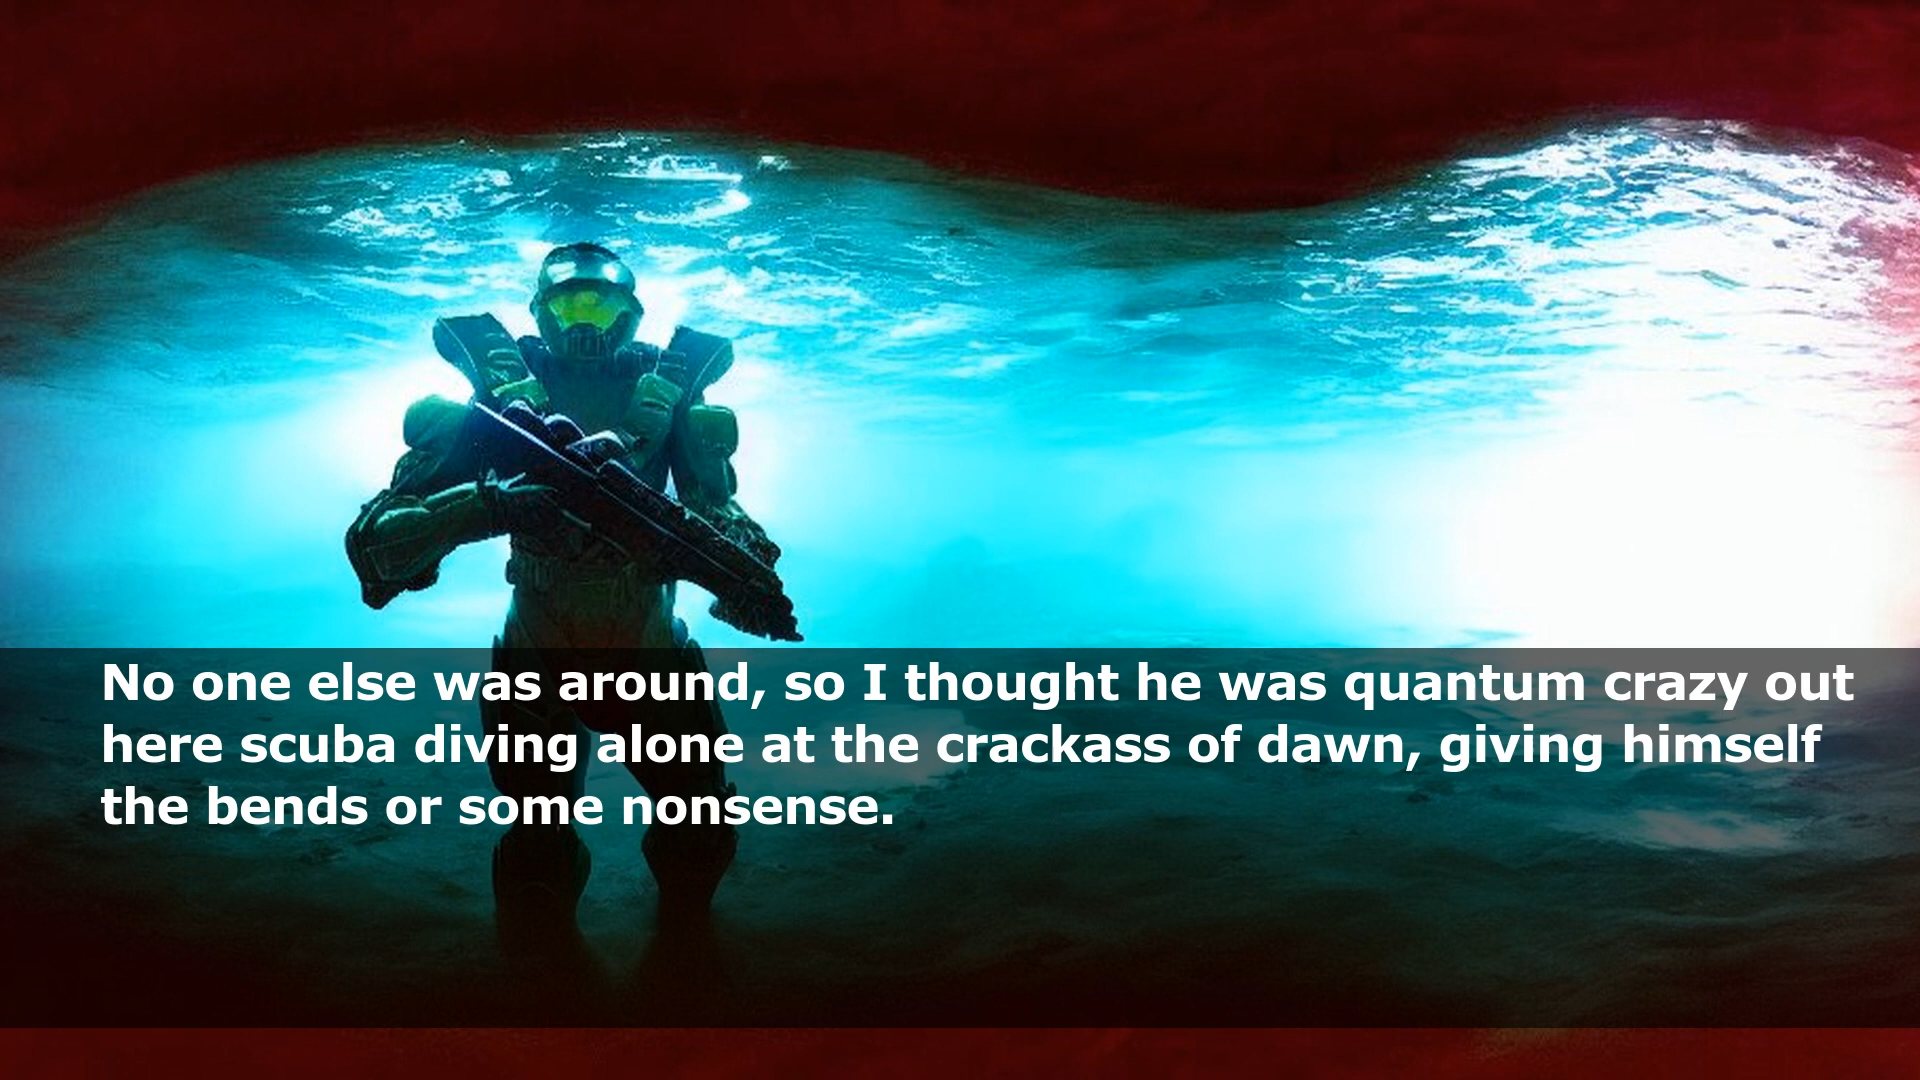 No one else was around, so I thought he was quantum crazy out
here scuba diving alone at the crackass of dawn, giving himself
the bends or some nonsense.